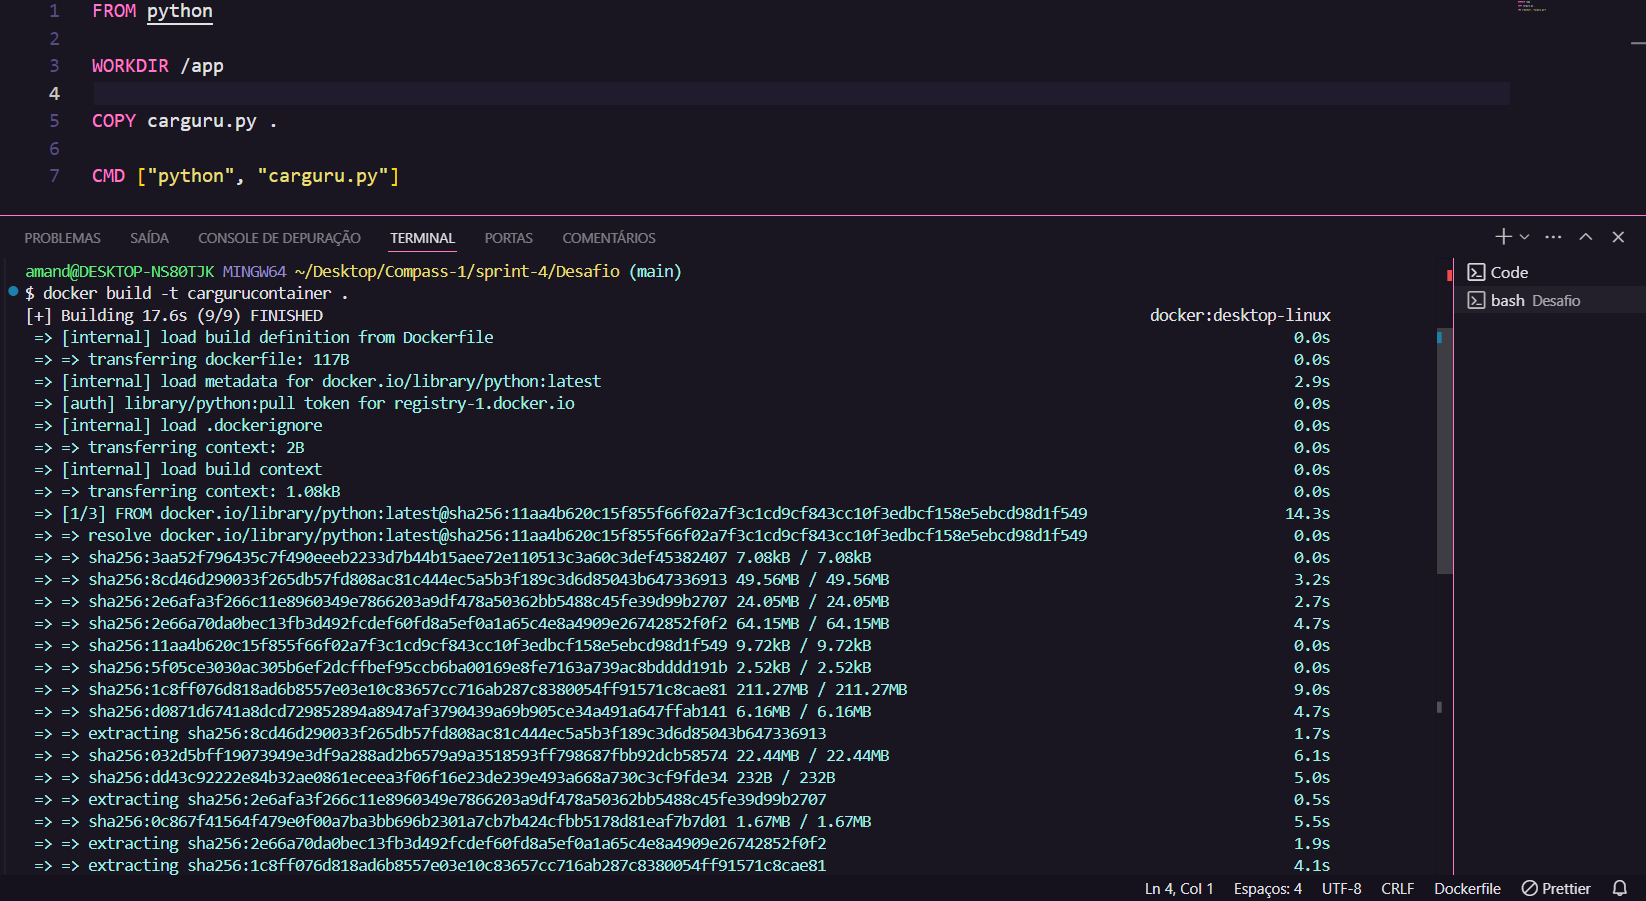 1 FROM python
2
3 WORKDIR /app
4
5 COPY carguru.py .
6
7 CMD ["python", "carguru.py"]
PROBLEMAS SAÍDA CONSOLE DE DEPURAÇÃO TERMINAL PORTAS COMENTÁRIOS
Code
bash Desafio
amand@DESKTOP-NS80TJK MINGW64 ~/Desktop/Compass-1/sprint-4/Desafio (main)
$ docker build -t cargurucontainer .
[+] Building 17.6s (9/9) FINISHED docker:desktop-linux
=> [internal] load build definition from Dockerfile 0.0s
=> => transferring dockerfile: 117B 0.0s
=> [internal] load metadata for docker.io/library/python:latest 2.9s
=> [auth] library/python:pull token for registry-1.docker.io 0.0s
=> [internal] load .dockerignore 0.0s
=> => transferring context: 2B 0.0s
=> [internal] load build context 0.0s
=> => transferring context: 1.08kB 0.0s
=> [1/3] FROM docker.io/library/python:latest@sha256:11aa4b620c15f855f66f02a7f3c1cd9cf843cc10f3edbcf158e5ebcd98d1f549 14.3s
=> => resolve docker.io/library/python:latest@sha256:11aa4b620c15f855f66f02a7f3c1cd9cf843cc10f3edbcf158e5ebcd98d1f549 0.0s
=> => sha256:3aa52f796435c7f490eeeb2233d7b44b15aee72e110513c3a60c3def45382407 7.08kB / 7.08kB 0.0s
=> => sha256:8cd46d290033f265db57fd808ac81c444ec5a5b3f189c3d6d85043b647336913 49.56MB / 49.56MB 3.2s
=> => sha256:2e6afa3f266c11e8960349e7866203a9df478a50362bb5488c45fe39d99b2707 24.05MB / 24.05MB 2.7s
=> => sha256:2e66a70da0bec13fb3d492fcdef60fd8a5ef0a1a65c4e8a4909e26742852f0f2 64.15MB / 64.15MB 4.7s
=> => sha256:11aa4b620c15f855f66f02a7f3c1cd9cf843cc10f3edbcf158e5ebcd98d1f549 9.72kB / 9.72kB 0.0s
=> => sha256:5f05ce3030ac305b6ef2dcffbef95ccb6ba00169e8fe7163a739ac8bdddd191b 2.52kB / 2.52kB 0.0s
=> => sha256:1c8ff076d818ad6b8557e03e10c83657cc716ab287c8380054ff91571c8cae81 211.27MB / 211.27MB 9.0s
=> => sha256:d0871d6741a8dcd729852894a8947af3790439a69b905ce34a491a647ffab141 6.16MB / 6.16MB 4.7s
=> => extracting sha256:8cd46d290033f265db57fd808ac81c444ec5a5b3f189c3d6d85043b647336913 1.7s
=> => sha256:032d5bff19073949e3df9a288ad2b6579a9a3518593ff798687fbb92dcb58574 22.44MB / 22.44MB 6.1s
=> => sha256:dd43c92222e84b32ae0861eceea3f06f16e23de239e493a668a730c3cf9fde34 232B / 232B 5.0s
=> => extracting sha256:2e6afa3f266c11e8960349e7866203a9df478a50362bb5488c45fe39d99b2707 0.5s
=> => sha256:0c867f41564f479e0f00a7ba3bb696b2301a7cb7b424cfbb5178d81eaf7b7d01 1.67MB / 1.67MB 5.5s
=> => extracting sha256:2e66a70da0bec13fb3d492fcdef60fd8a5ef0a1a65c4e8a4909e26742852f0f2 1.9s
=> => extracting sha256:1c8ff076d818ad6b8557e03e10c83657cc716ab287c8380054ff91571c8cae81 4.1s
Ln 4, Col 1 Espaços: 4 UTF-8 CRLF Dockerfile Prettier